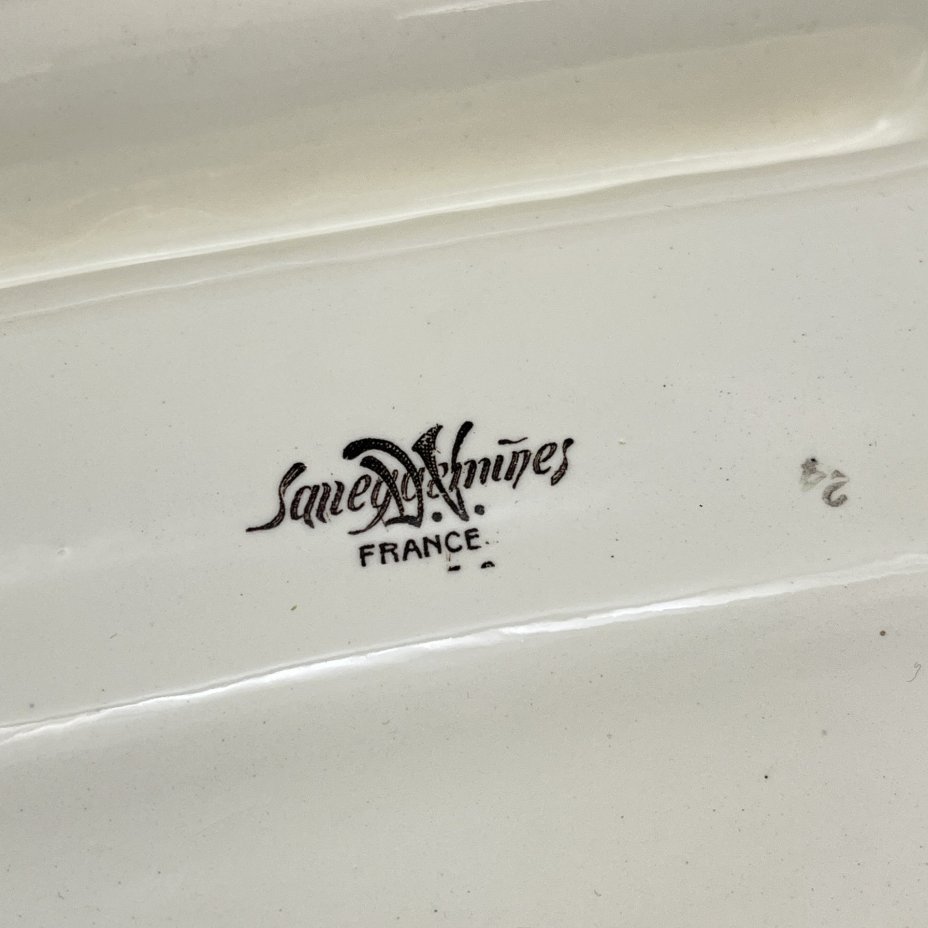 Sarreguemines
D.V.
FRANCE
24